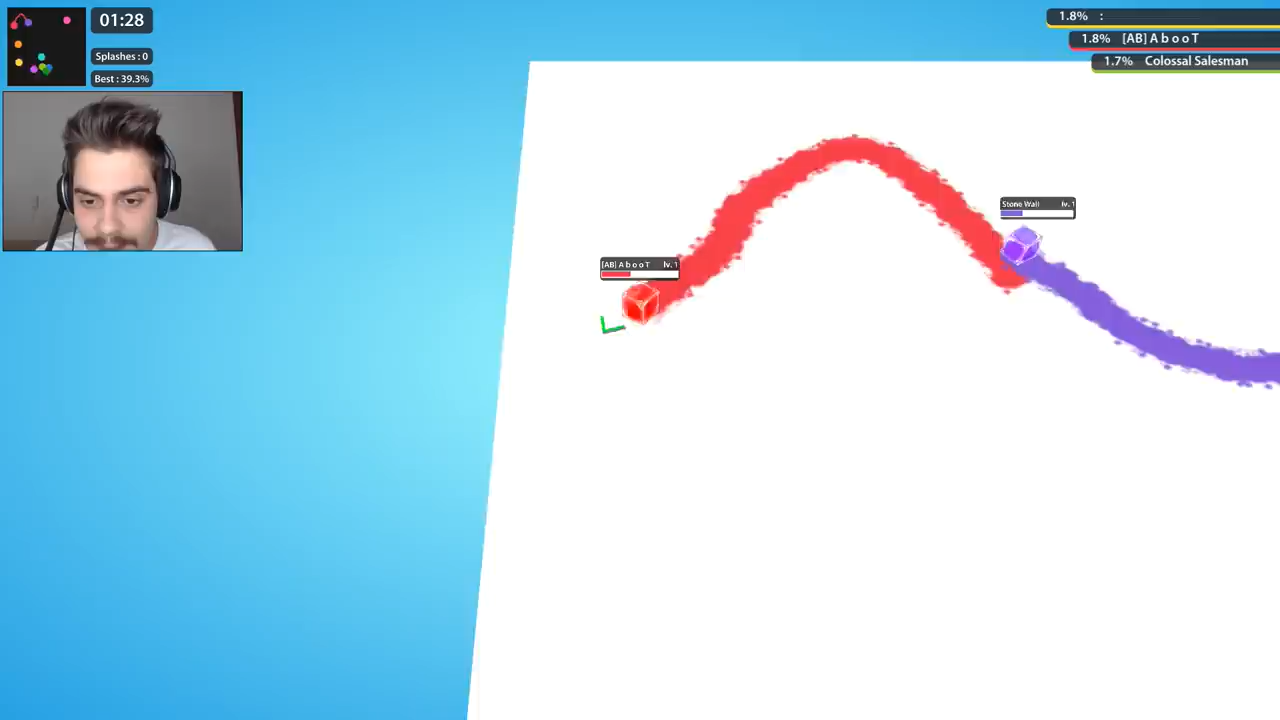 01:28
Splashes : 0
Best : 39.3%
1.8% :
1.8% [AB] A b o o T
1.7% Colossal Salesman
Stone Wall lv. 1
[AB] A b o o T lv. 1